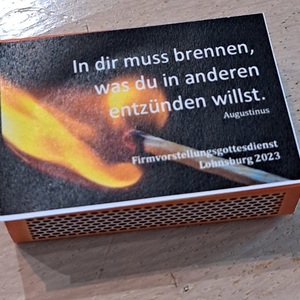 In dir muss brennen,
was du in anderen
entzünden willst.
Augustinus
Firmvorstellungsgottesdienst
Lohnsburg 2023